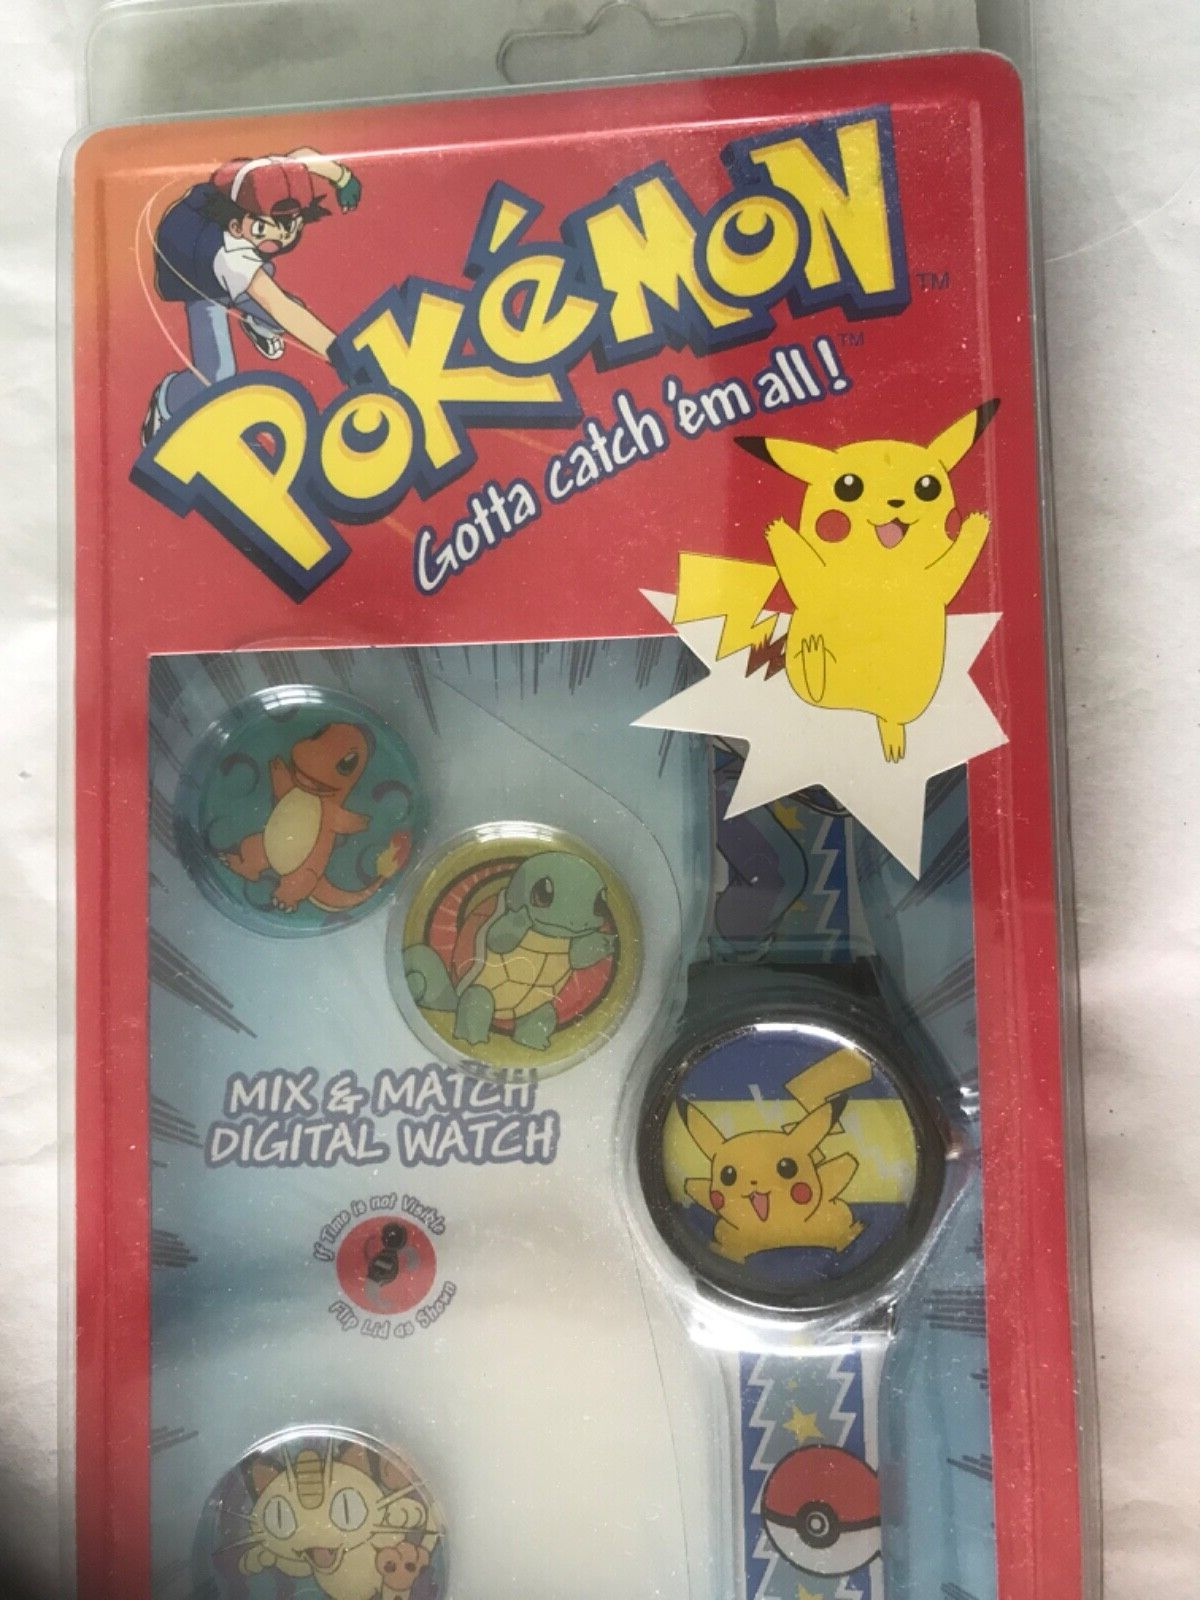 Pokémon TM
Gotta catch 'em all! TM
MIX & MATCH
DIGITAL WATCH
If Time is not Visible
Flip Lid as Shown